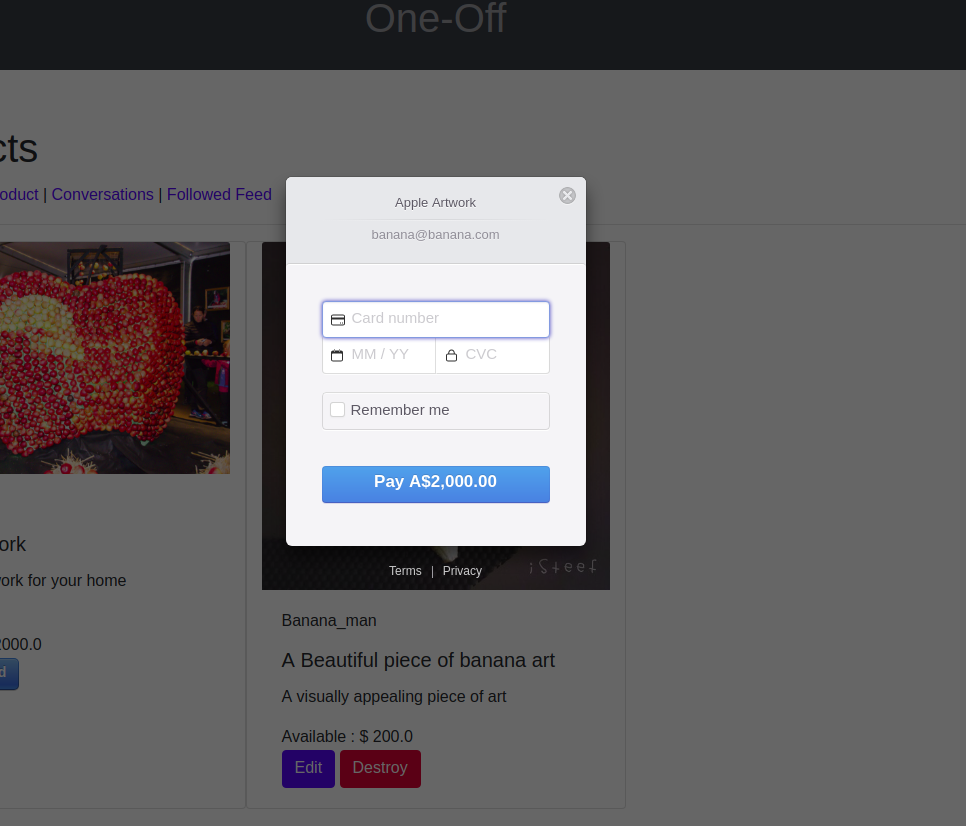 One-Off
cts
oduct | Conversations | Followed Feed
Apple Artwork
banana@banana.com
Card number
MM / YY
CVC
Remember me
Pay A$2,000.00
Terms | Privacy
ork
ork for your home
2000.0
d
Banana_man
A Beautiful piece of banana art
A visually appealing piece of art
Available : $ 200.0
Edit
Destroy